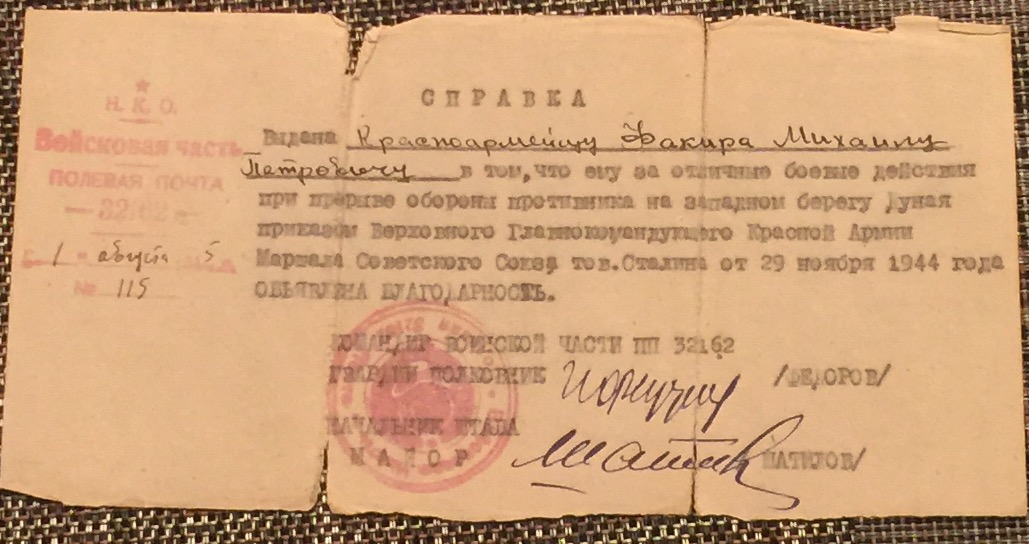 Н. К. О.
Войсковая часть
ПОЛЕВАЯ ПОЧТА
— 32162 —
1 августа 5
№ 115
СПРАВКА
Выдана Красноармейцу Факира Михаилу
Петровичу в том, что ему за отличные боевые действия
при прорыве обороны противника на западном берегу Дуная
приказом Верховного Главнокомандующего Красной Армии
Маршала Советского Союза тов. Сталина от 29 ноября 1944 года
ОБЪЯВЛЕНА БЛАГОДАРНОСТЬ.
КОМАНДИР ВОИНСКОЙ ЧАСТИ ПП 32162
ГВАРДИИ ПОЛКОВНИК /ФЕДОРОВ/
НАЧАЛЬНИК ШТАБА
МАЙОР ШАТИЛОВ/